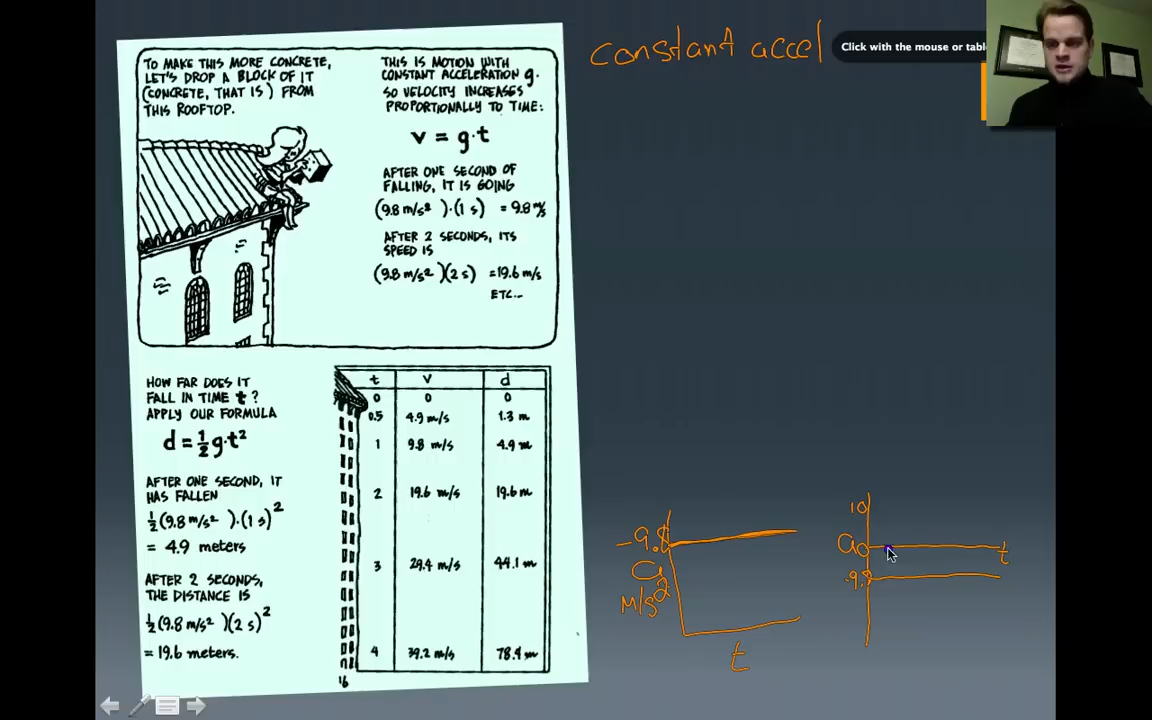 TO MAKE THIS MORE CONCRETE,
LET'S DROP A BLOCK OF IT
(CONCRETE, THAT IS) FROM
THIS ROOFTOP.
THIS IS MOTION WITH
CONSTANT ACCELERATION g.
SO VELOCITY INCREASES
PROPORTIONALLY TO TIME:
v = g·t
AFTER ONE SECOND OF
FALLING, IT IS GOING
(9.8 m/s²)·(1 s) = 9.8 m/s
AFTER 2 SECONDS, ITS
SPEED IS
(9.8 m/s²)(2 s) = 19.6 m/s
ETC...
HOW FAR DOES IT
FALL IN TIME t?
APPLY OUR FORMULA
d = ½g·t²
AFTER ONE SECOND, IT
HAS FALLEN
½(9.8 m/s²)·(1 s)²
= 4.9 meters
AFTER 2 SECONDS,
THE DISTANCE IS
½(9.8 m/s²)(2 s)²
= 19.6 meters.
t v d
0 0 0
0.5 4.9 m/s 1.3 m
1 9.8 m/s 4.9 m
2 19.6 m/s 19.6 m
3 29.4 m/s 44.1 m
4 39.2 m/s 78.4 m
16
constant accel
Click with the mouse or table
-9.8
a
m/s²
t
10
a 0
t
-9.8